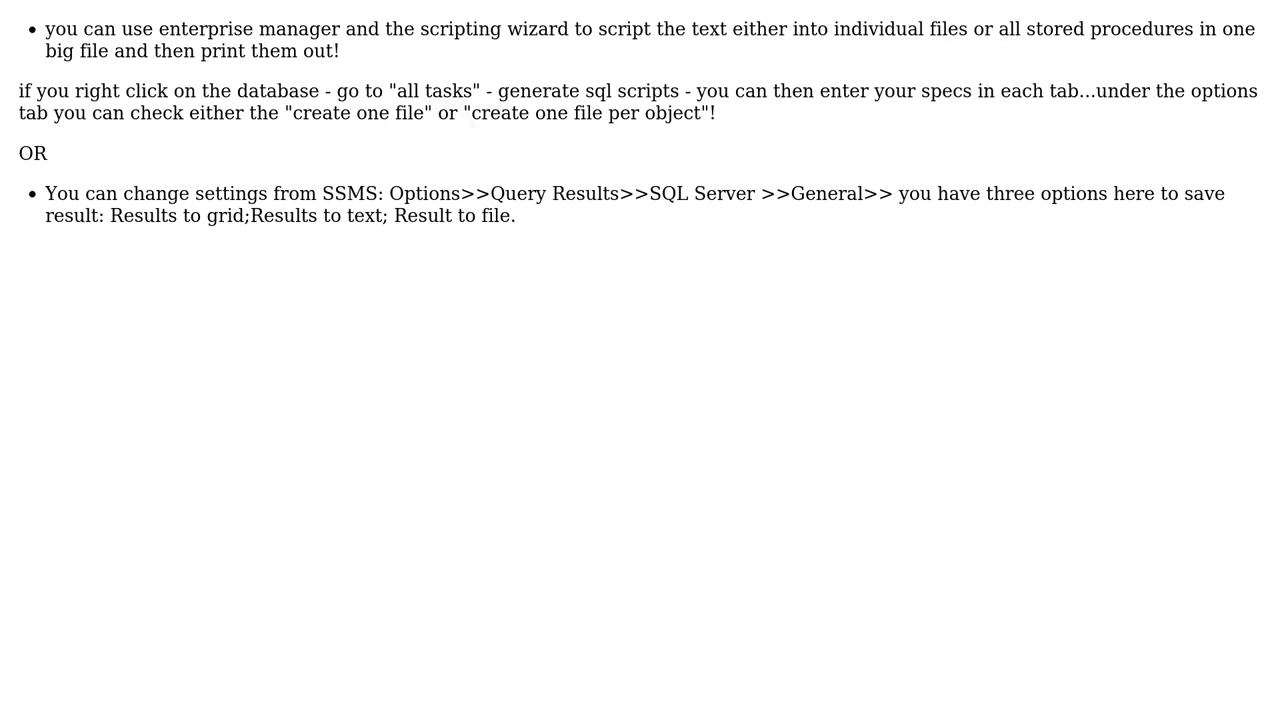 • you can use enterprise manager and the scripting wizard to script the text either into individual files or all stored procedures in one
big file and then print them out!
if you right click on the database - go to "all tasks" - generate sql scripts - you can then enter your specs in each tab...under the options
tab you can check either the "create one file" or "create one file per object"!
OR
• You can change settings from SSMS: Options>>Query Results>>SQL Server >>General>> you have three options here to save
result: Results to grid;Results to text; Result to file.